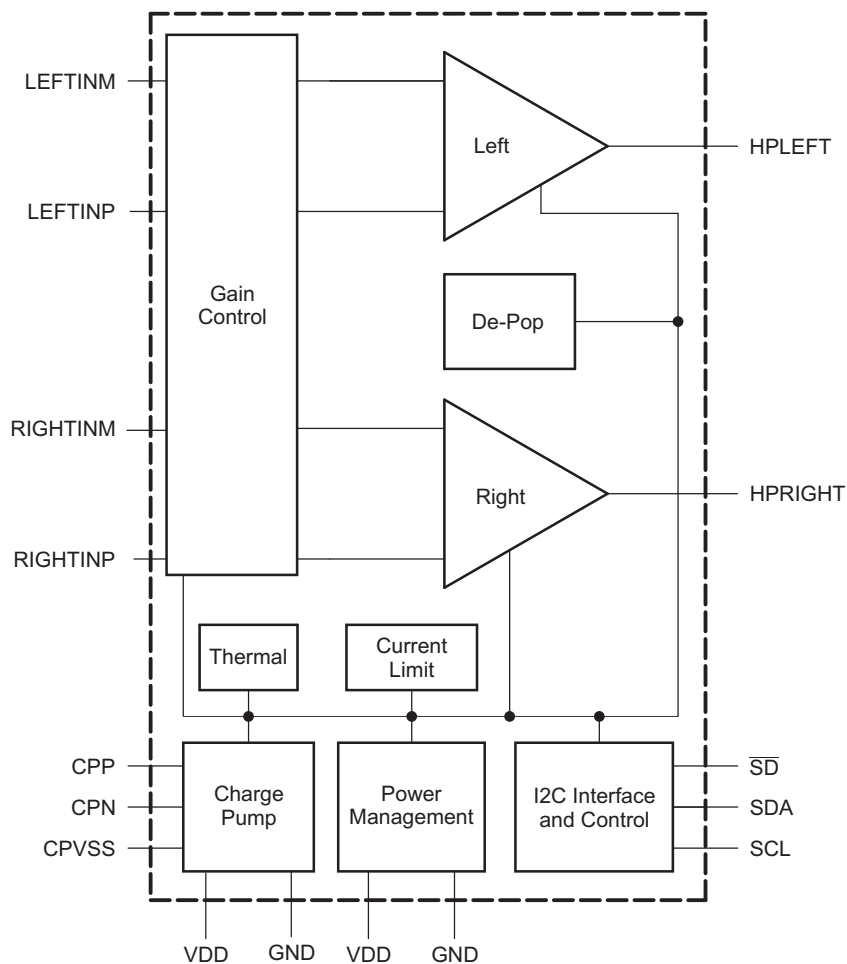 LEFTINM
Left
HPLEFT
LEFTINP
Gain
Control
De-Pop
RIGHTINM
Right
HPRIGHT
RIGHTINP
Thermal
Current
Limit
CPP
CPN
CPVSS
Charge
Pump
Power
Management
I2C Interface
and Control
S̅D̅
SDA
SCL
VDD
GND
VDD
GND